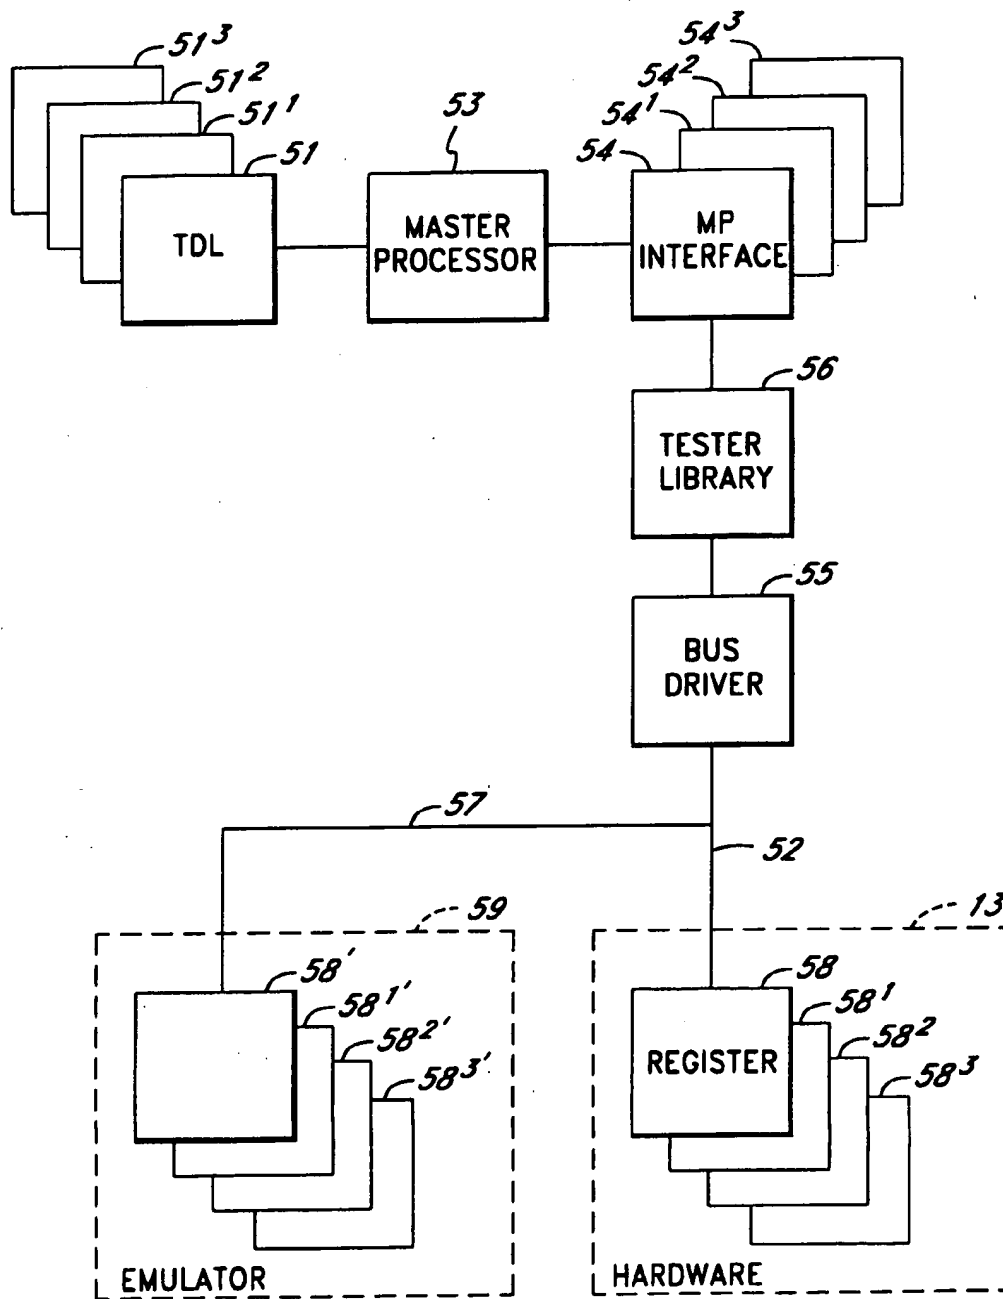 51³
51²
51¹
51
TDL
53
MASTER
PROCESSOR
54³
54²
54¹
54
MP
INTERFACE
56
TESTER
LIBRARY
55
BUS
DRIVER
57
52
59
58'
58¹'
58²'
58³'
EMULATOR
13
58
REGISTER
58¹
58²
58³
HARDWARE